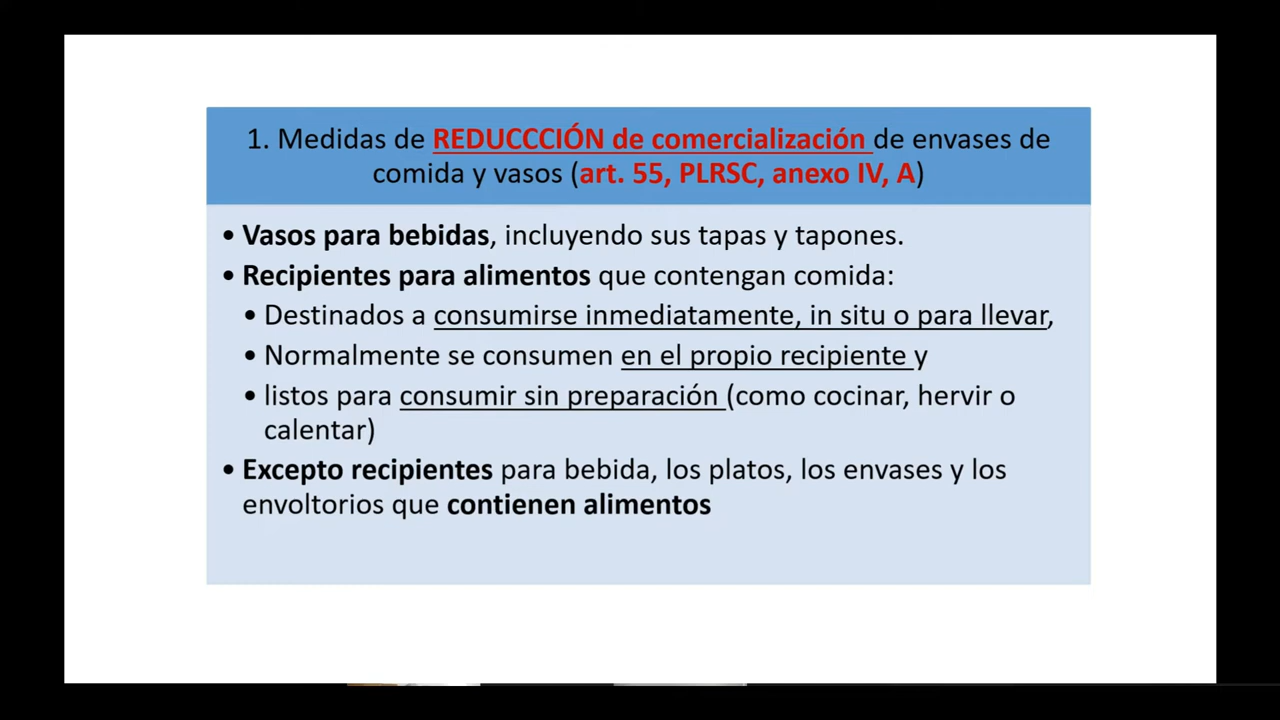 1. Medidas de REDUCCCIÓN de comercialización de envases de
comida y vasos (art. 55, PLRSC, anexo IV, A)
• Vasos para bebidas, incluyendo sus tapas y tapones.
• Recipientes para alimentos que contengan comida:
• Destinados a consumirse inmediatamente, in situ o para llevar,
• Normalmente se consumen en el propio recipiente y
• listos para consumir sin preparación (como cocinar, hervir o
calentar)
• Excepto recipientes para bebida, los platos, los envases y los
envoltorios que contienen alimentos